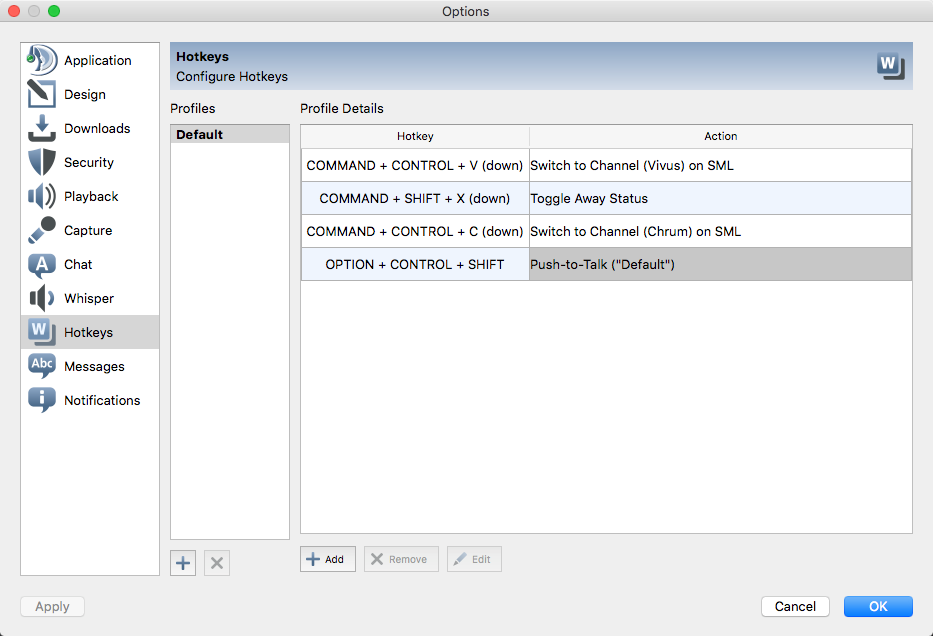 Options
Application
Design
Downloads
Security
Playback
Capture
A
Chat
Whisper
W
Hotkeys
Abc
Messages
i
Notifications
Hotkeys
Configure Hotkeys
W
Profiles
Default
Profile Details
Hotkey Action
COMMAND + CONTROL + V (down) Switch to Channel (Vivus) on SML
COMMAND + SHIFT + X (down) Toggle Away Status
COMMAND + CONTROL + C (down) Switch to Channel (Chrum) on SML
OPTION + CONTROL + SHIFT Push-to-Talk ("Default")
Add Remove Edit
Apply Cancel OK